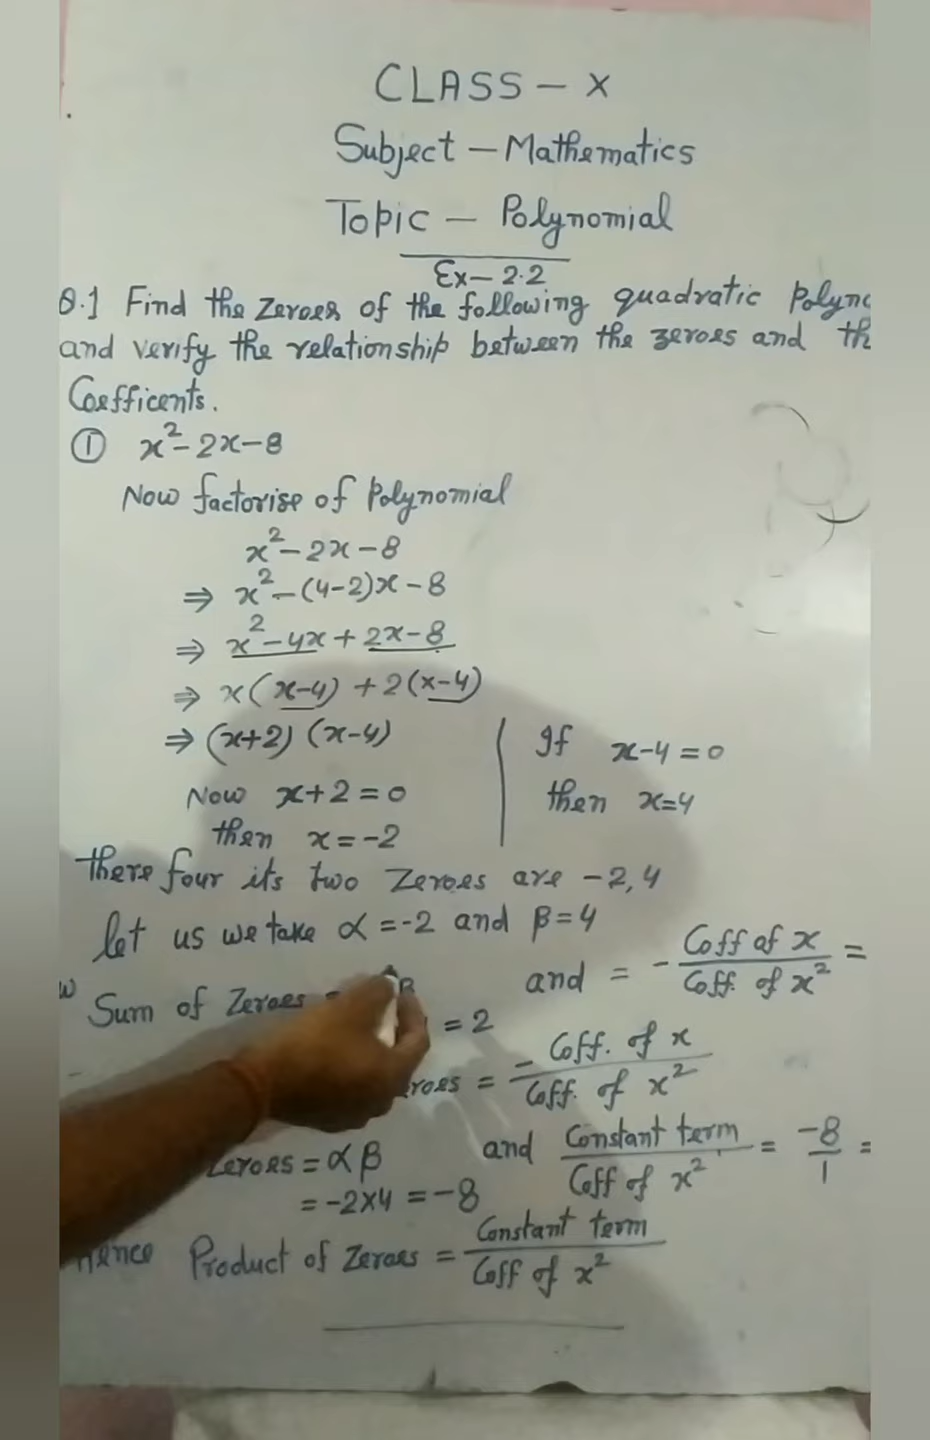 CLASS – X
Subject – Mathematics
Topic – Polynomial
Ex – 2.2
Q.1 Find the zeroes of the following quadratic Polyno
and verify the relationship between the zeroes and th
Coefficents.
① x² - 2x - 8
Now factorise of Polynomial
x² - 2x - 8
⇒ x² - (4-2)x - 8
⇒ x² - 4x + 2x - 8
⇒ x(x-4) + 2(x-4)
⇒ (x+2) (x-4)
Now x+2 = 0
then x = -2
If x-4 = 0
then x=4
there four its two Zeroes are -2, 4
let us we take α = -2 and β = 4
w Sum of Zeroes = β and = - Coff of x / Coff. of x² =
= 2
roes = - Coff. of x / Coff. of x²
Zeroes = αβ and Constant term / Coff of x² = -8/1 =
= -2×4 = -8
Hence Product of Zeroes = Constant term / Coff of x²